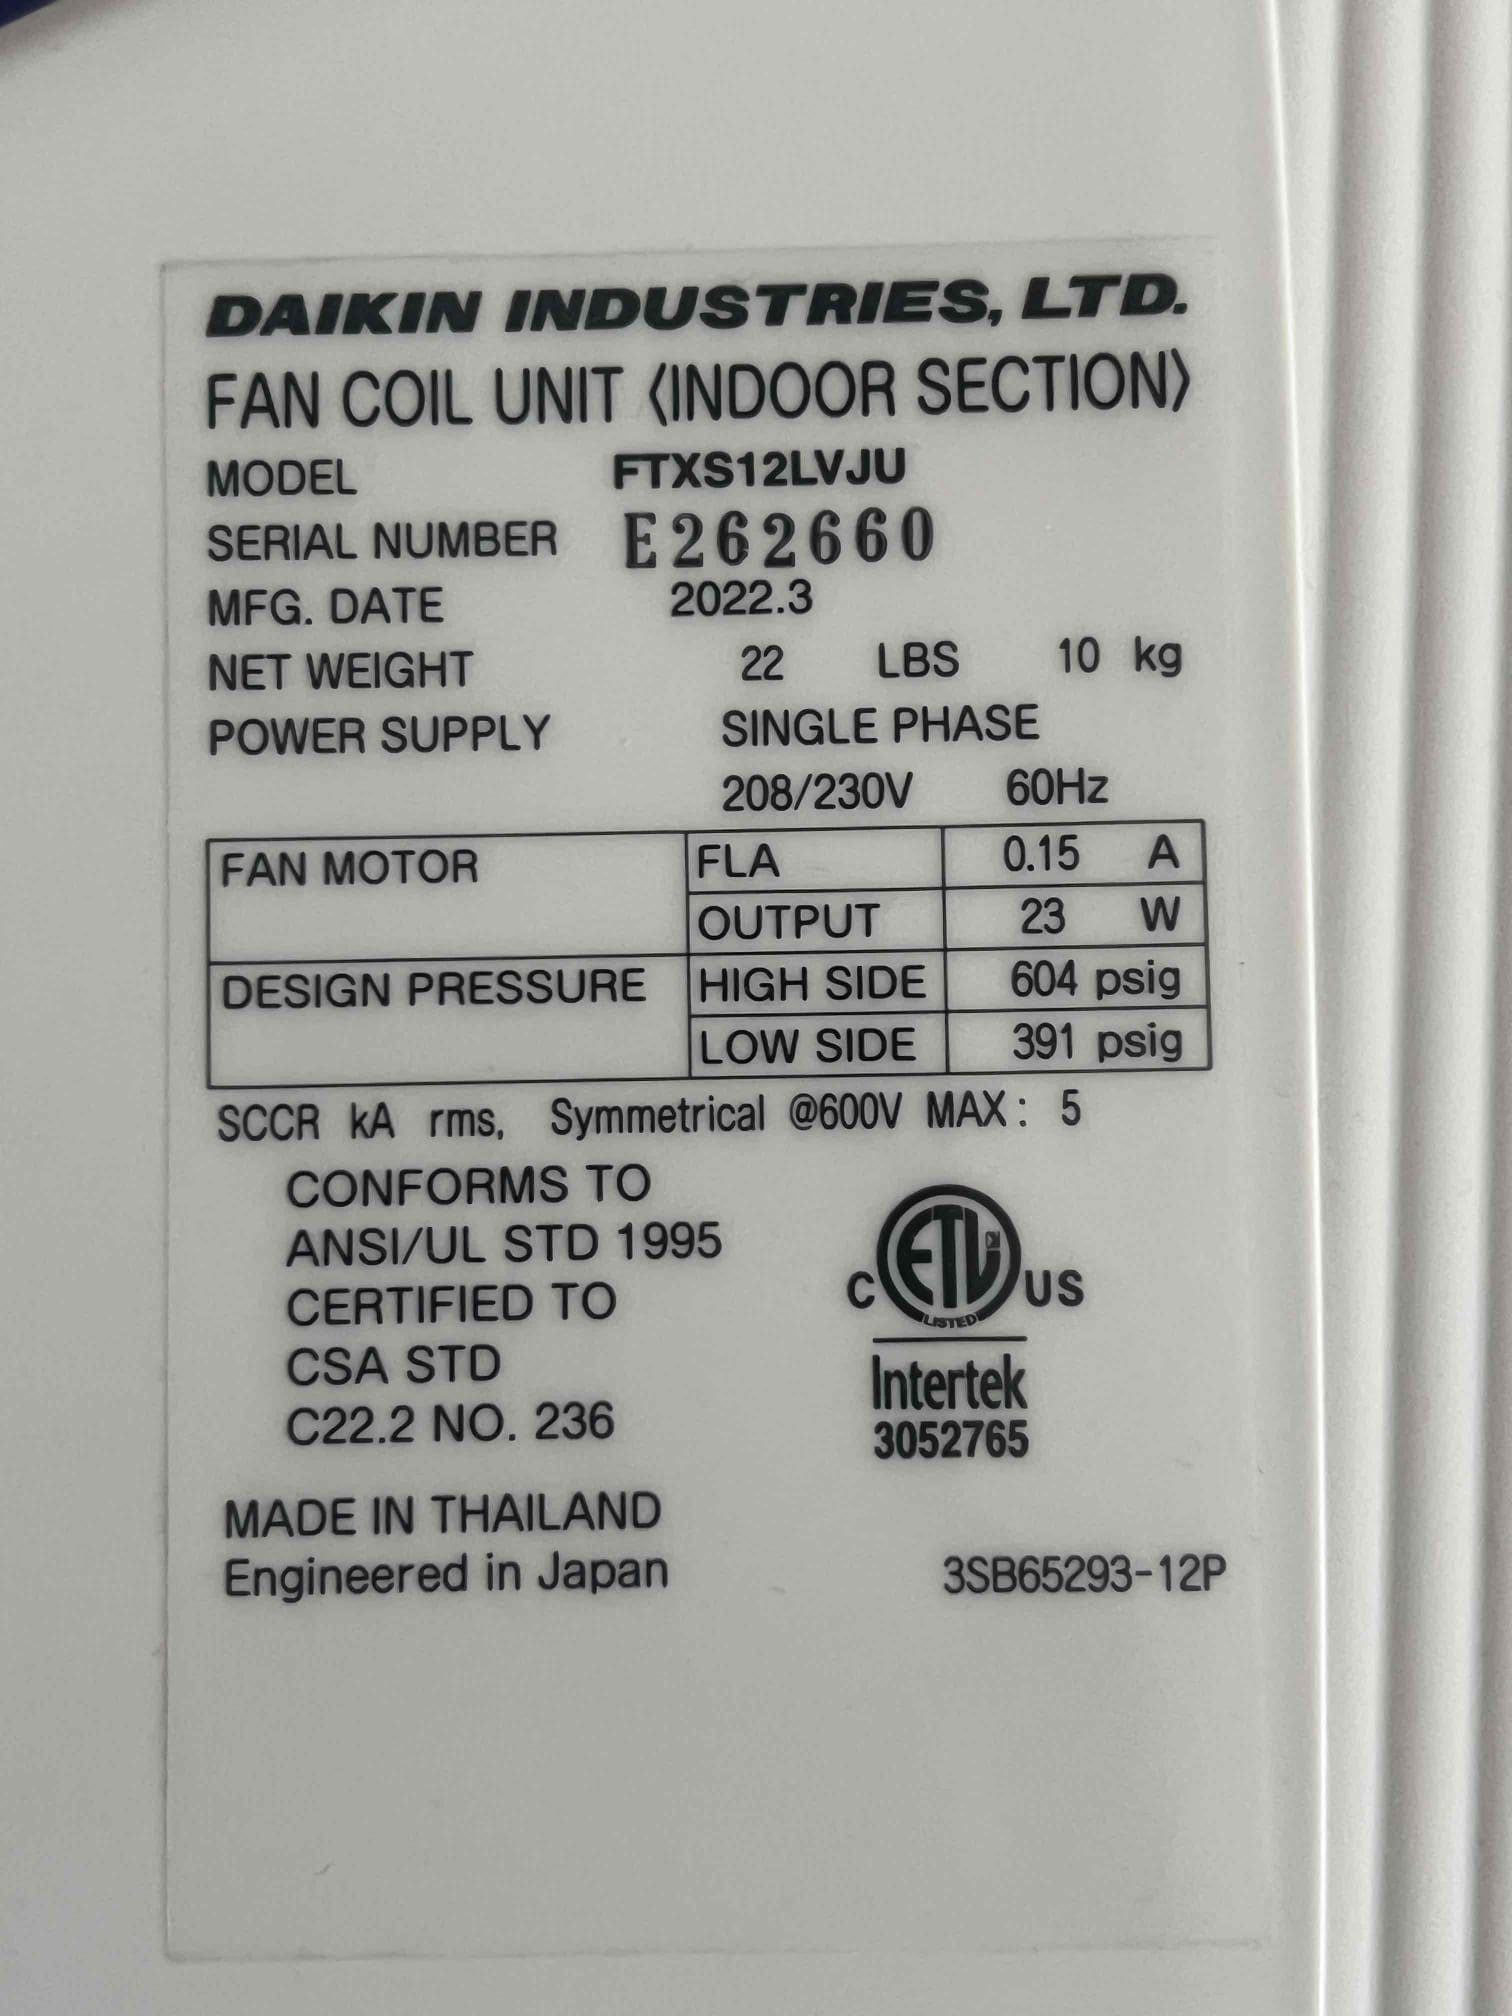 DAIKIN INDUSTRIES, LTD.
FAN COIL UNIT 〈INDOOR SECTION〉
MODEL FTXS12LVJU
SERIAL NUMBER E262660
MFG. DATE 2022.3
NET WEIGHT 22 LBS 10 kg
POWER SUPPLY SINGLE PHASE
208/230V 60Hz
FAN MOTOR FLA 0.15 A
OUTPUT 23 W
DESIGN PRESSURE HIGH SIDE 604 psig
LOW SIDE 391 psig
SCCR kA rms, Symmetrical @600V MAX: 5
CONFORMS TO
ANSI/UL STD 1995
CERTIFIED TO
CSA STD
C22.2 NO. 236
C ETL CM US
LISTED
Intertek
3052765
MADE IN THAILAND
Engineered in Japan 3SB65293-12P